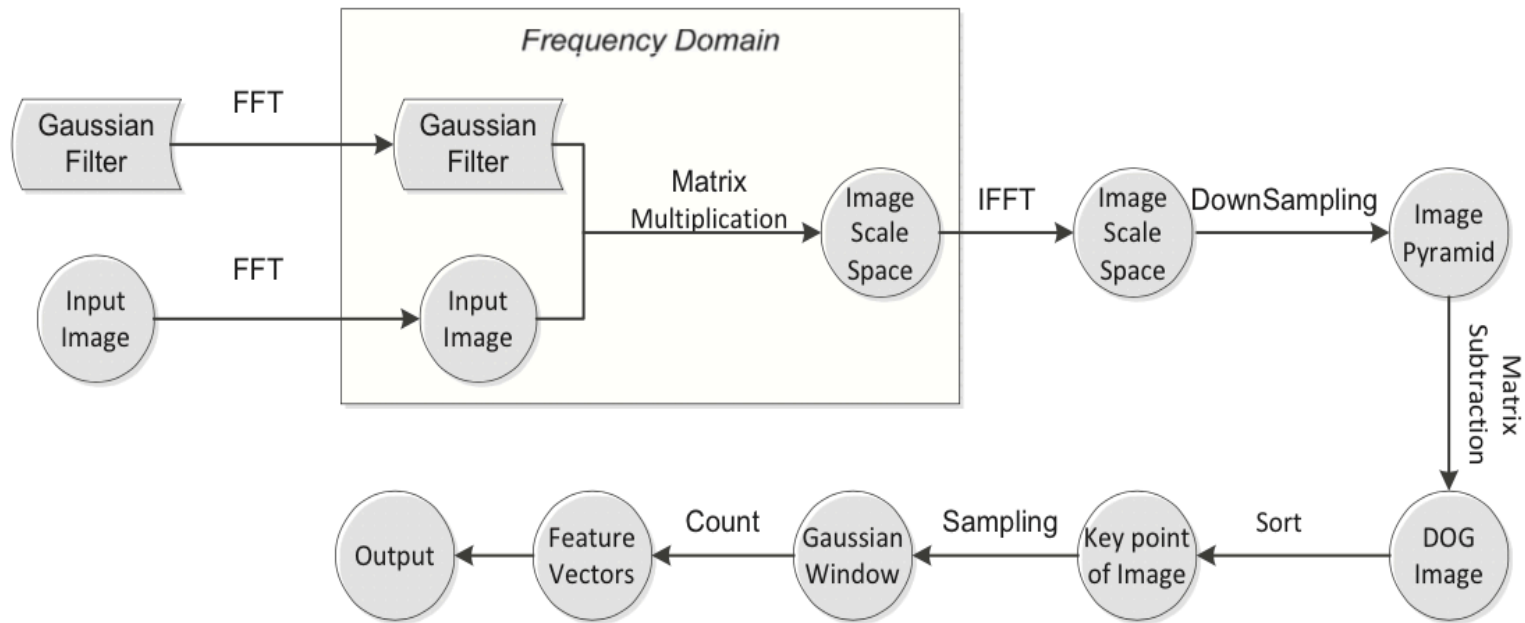 Frequency Domain
Gaussian
Filter
FFT
Gaussian
Filter
Input
Image
FFT
Input
Image
Matrix
Multiplication
Image
Scale
Space
IFFT
Image
Scale
Space
DownSampling
Image
Pyramid
Matrix
Subtraction
DOG
Image
Sort
Key point
of Image
Sampling
Gaussian
Window
Count
Feature
Vectors
Output